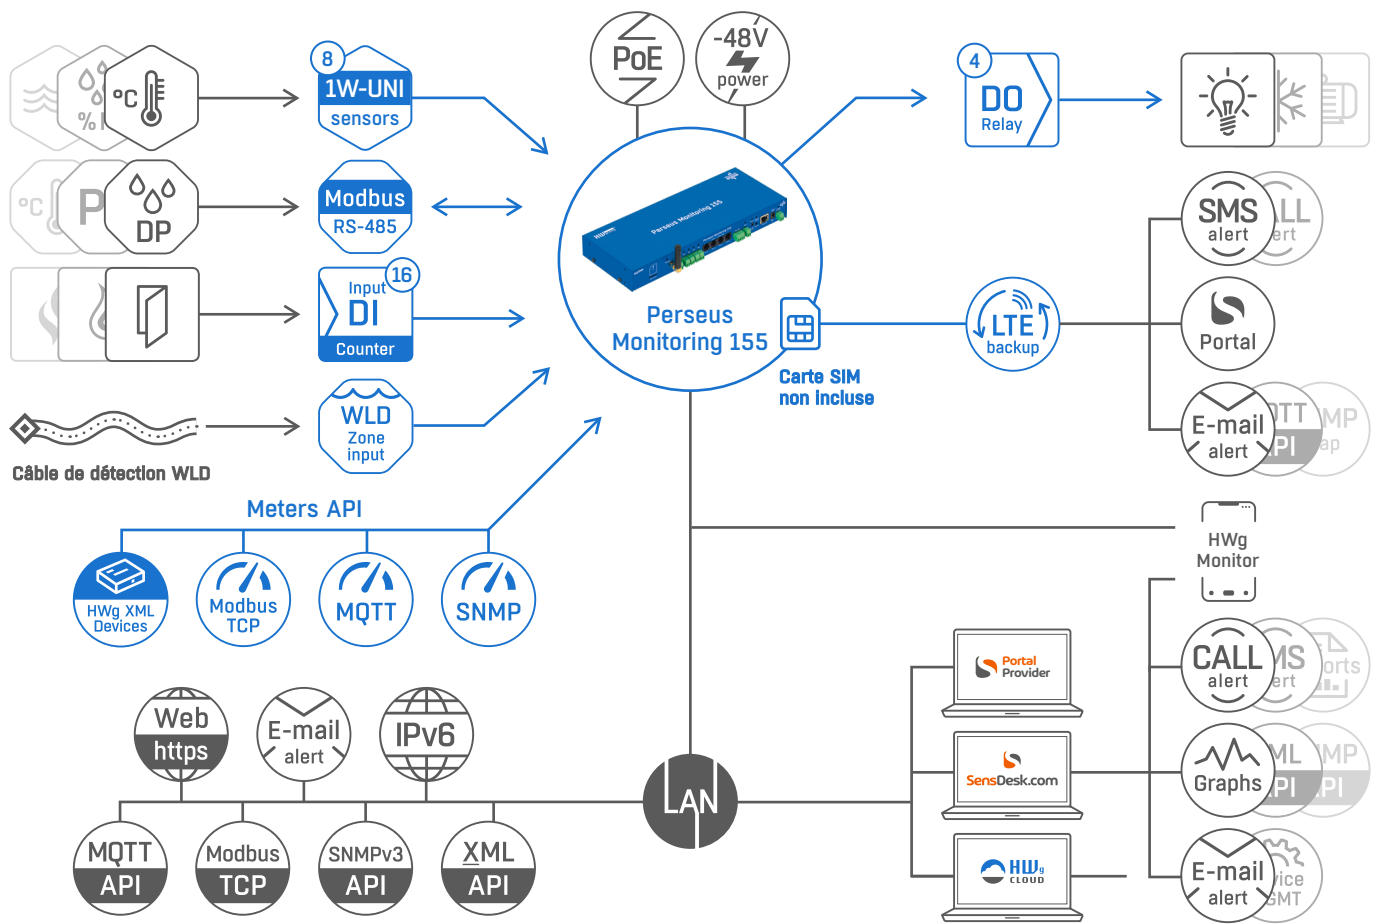 °C
%
8
1W-UNI
sensors
PoE
-48V
power
4
DO
Relay
°C
P
DP
Modbus
RS-485
Perseus Monitoring 155
SMS
alert
Input
16
DI
Counter
Perseus
Monitoring 155
LTE
backup
Portal
Carte SIM
non incluse
WLD
Zone
input
E-mail
alert
Câble de détection WLD
Meters API
HWg XML
Devices
Modbus
TCP
MQTT
SNMP
HWg
Monitor
Portal
Provider
CALL
alert
Web
https
E-mail
alert
IPv6
SensDesk.com
Graphs
LAN
MQTT
API
Modbus
TCP
SNMPv3
API
XML
API
HWg
CLOUD
E-mail
alert